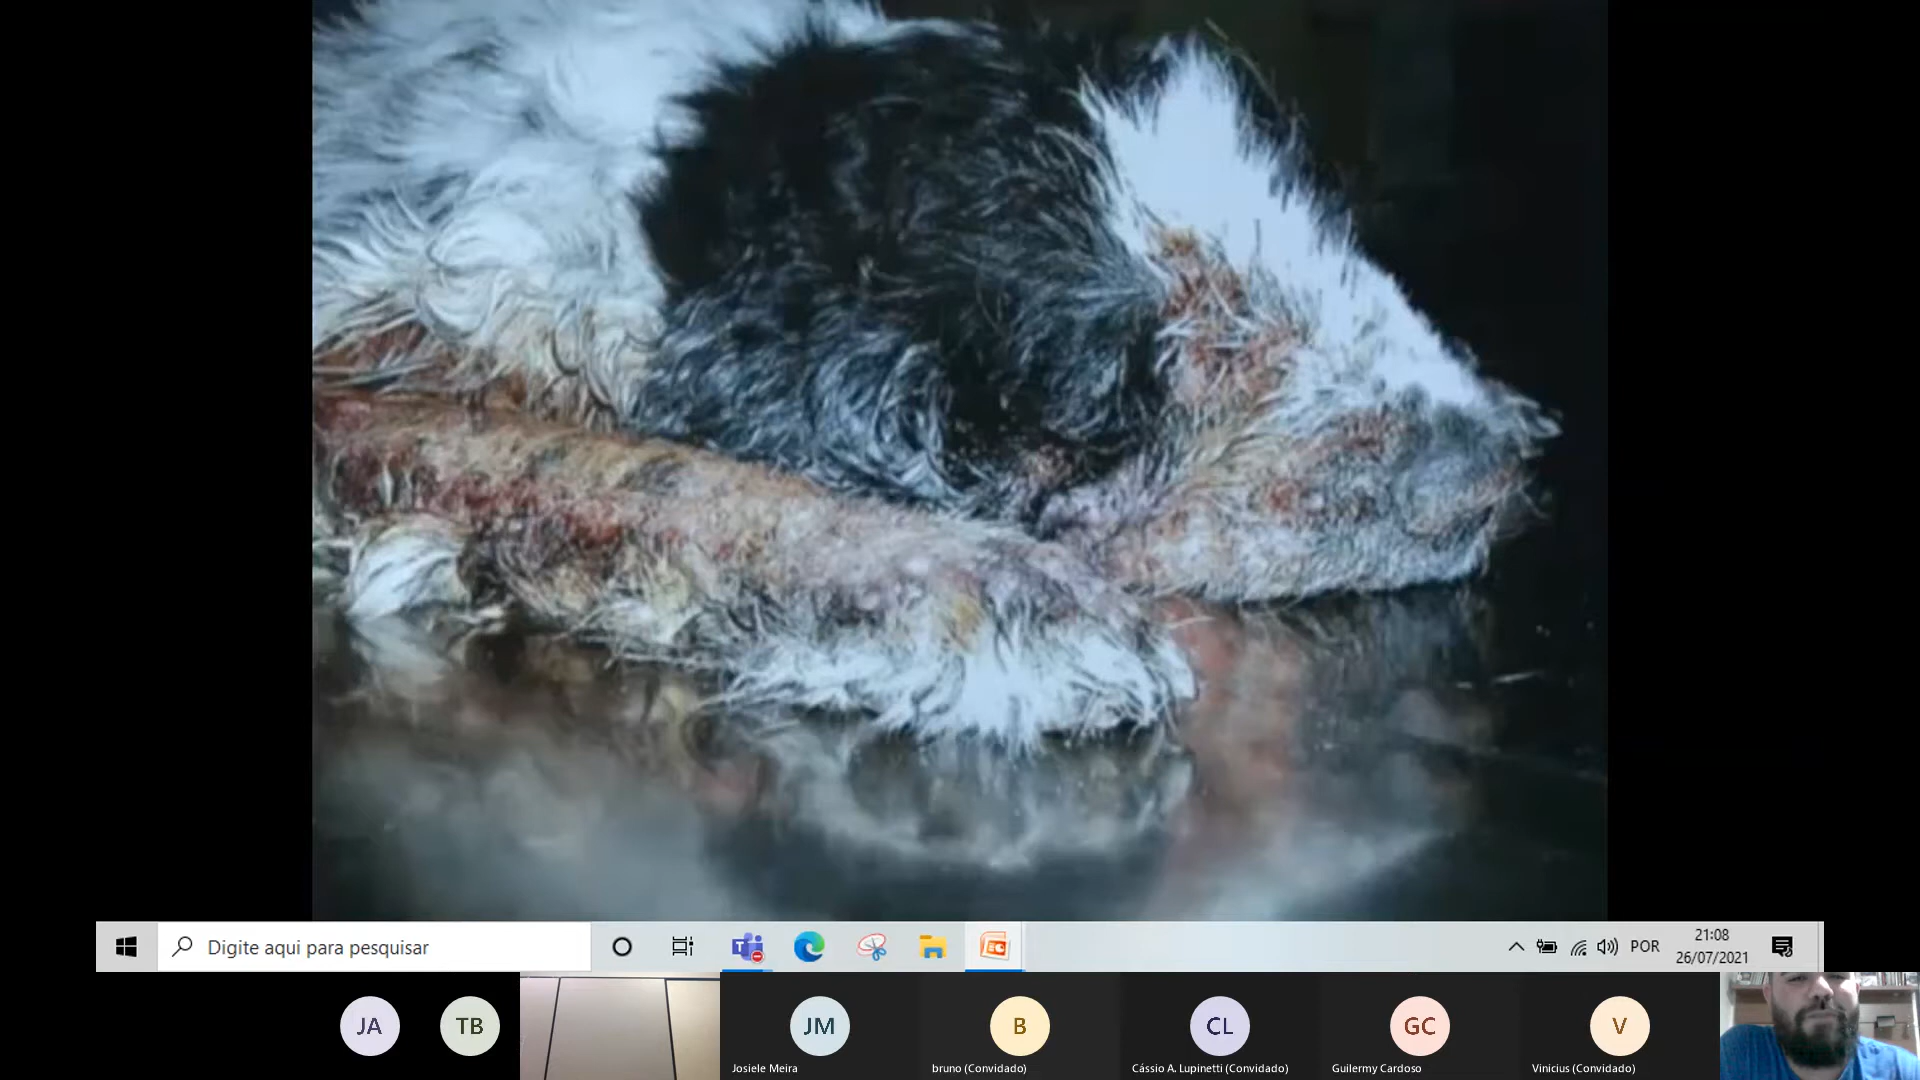 Digite aqui para pesquisar
POR
21:08
26/07/2021
JA
TB
JM
B
CL
GC
V
Josiele Meira
bruno (Convidado)
Cássio A. Lupinetti (Convidado)
Guilermy Cardoso
Vinicius (Convidado)